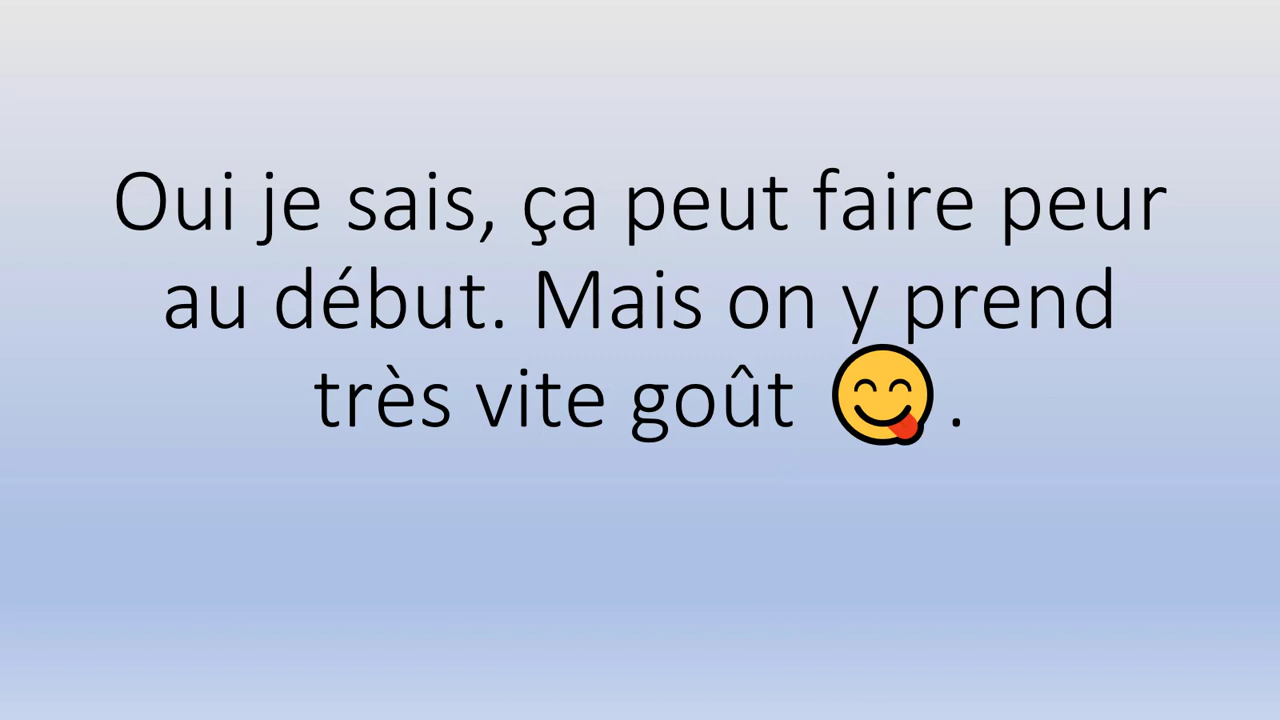 Oui je sais, ça peut faire peur
au début. Mais on y prend
très vite goût 😋.